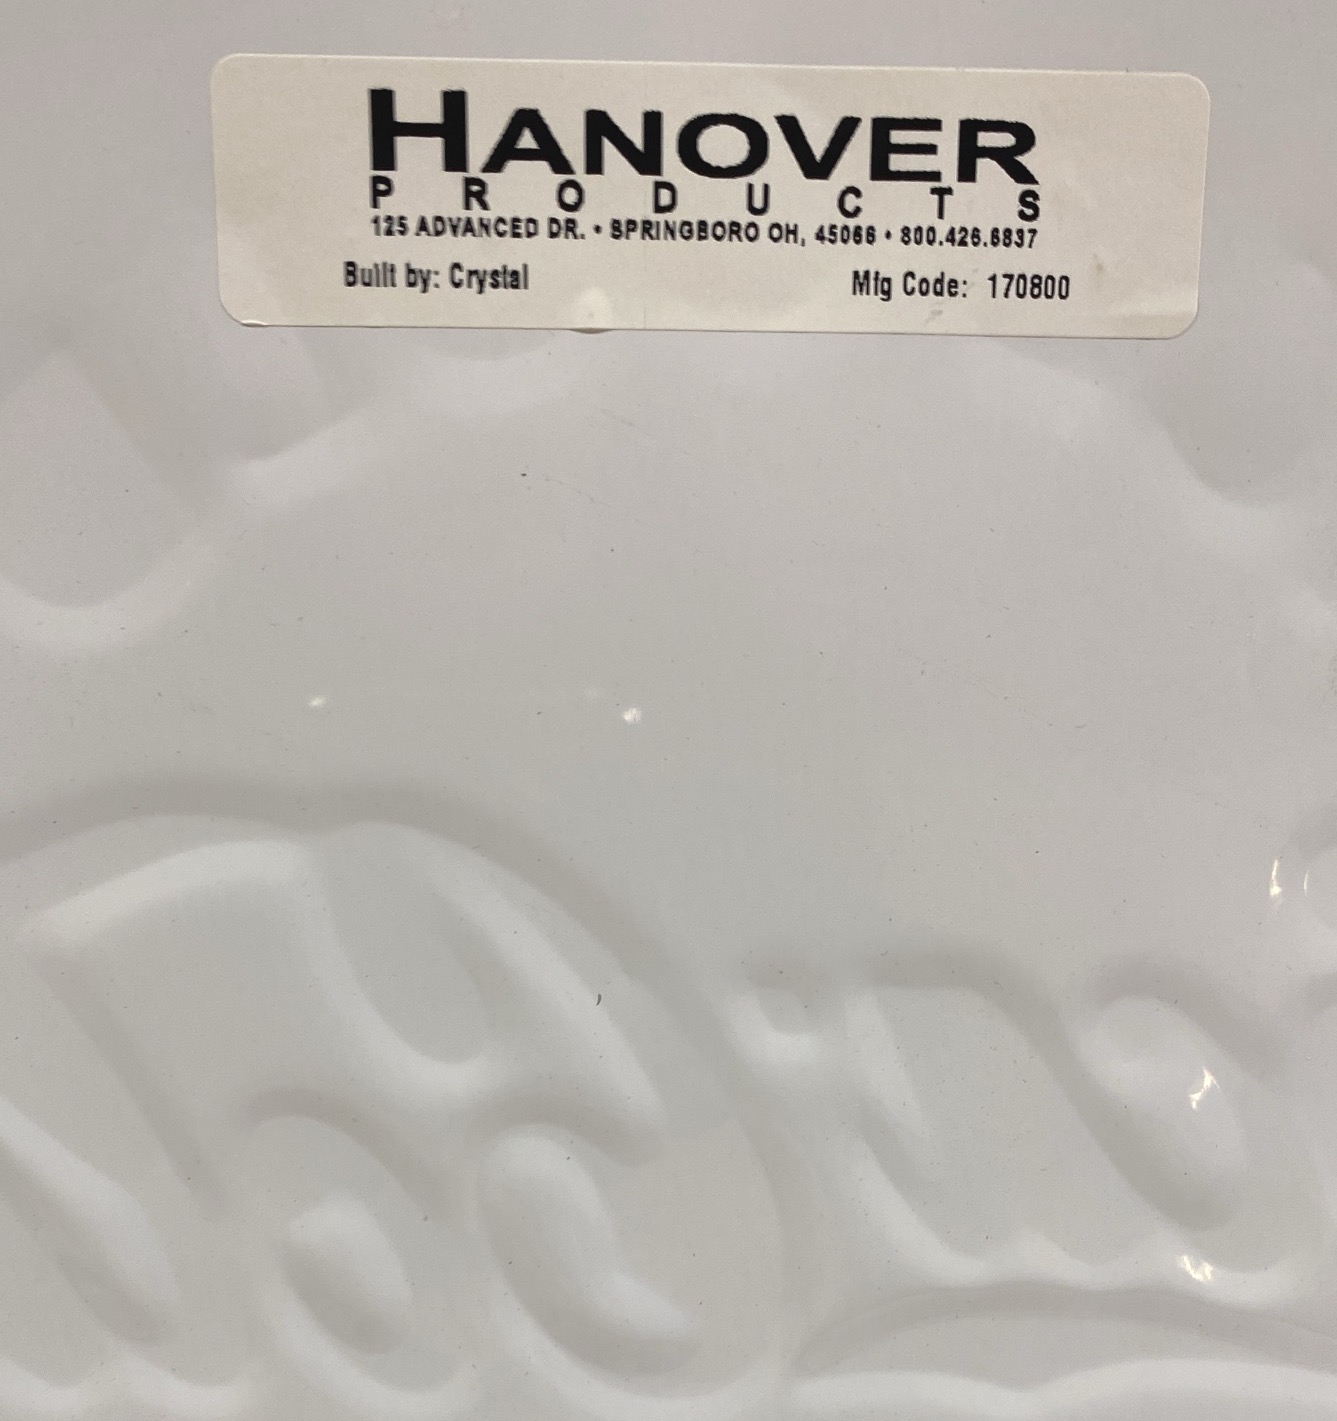 HANOVER
PRODUCTS
125 ADVANCED DR. • SPRINGBORO OH, 45066 • 800.426.6837
Built by: Crystal
Mfg Code: 170800